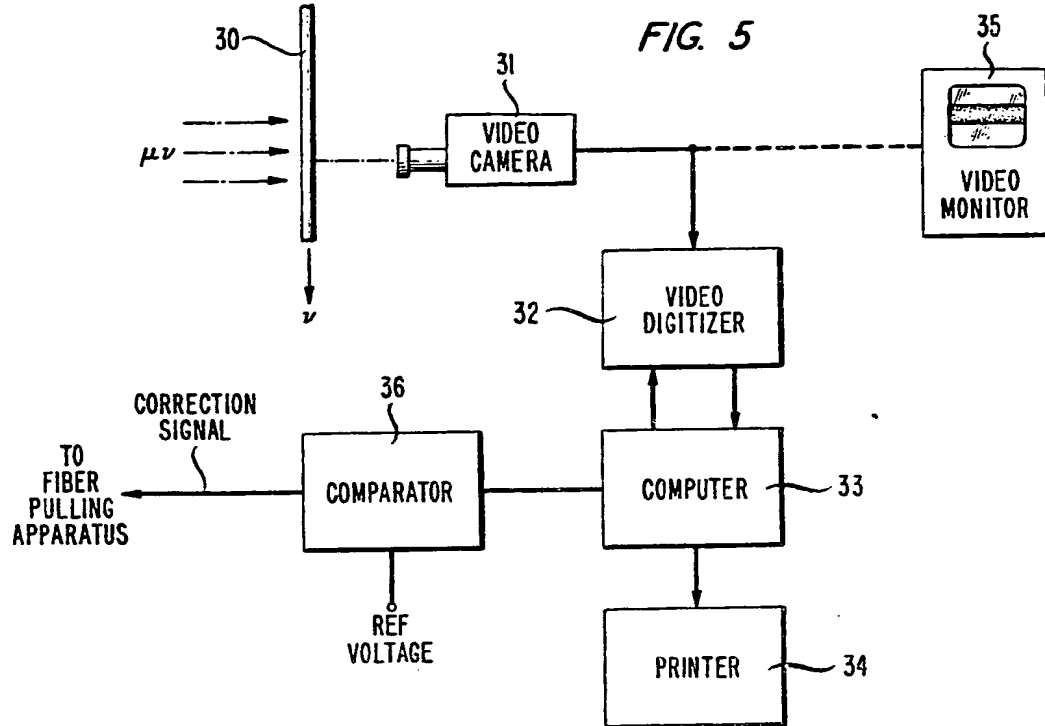 FIG. 5
30
31
35
VIDEO
CAMERA
μν
VIDEO
MONITOR
ν
32
VIDEO
DIGITIZER
36
CORRECTION
SIGNAL
TO
FIBER
PULLING
APPARATUS
COMPARATOR
COMPUTER
33
REF
VOLTAGE
PRINTER
34